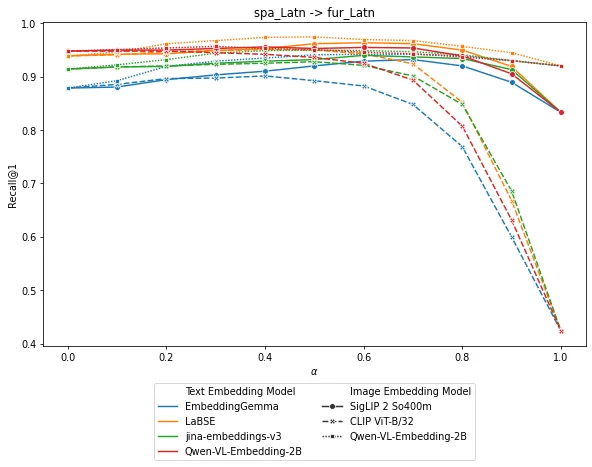 spa_Latn -> fur_Latn
1.0
0.9
0.8
0.7
0.6
0.5
0.4
Recall@1
0.0 0.2 0.4 0.6 0.8 1.0
α
Text Embedding Model Image Embedding Model
EmbeddingGemma SigLIP 2 So400m
LaBSE CLIP ViT-B/32
jina-embeddings-v3 Qwen-VL-Embedding-2B
Qwen-VL-Embedding-2B